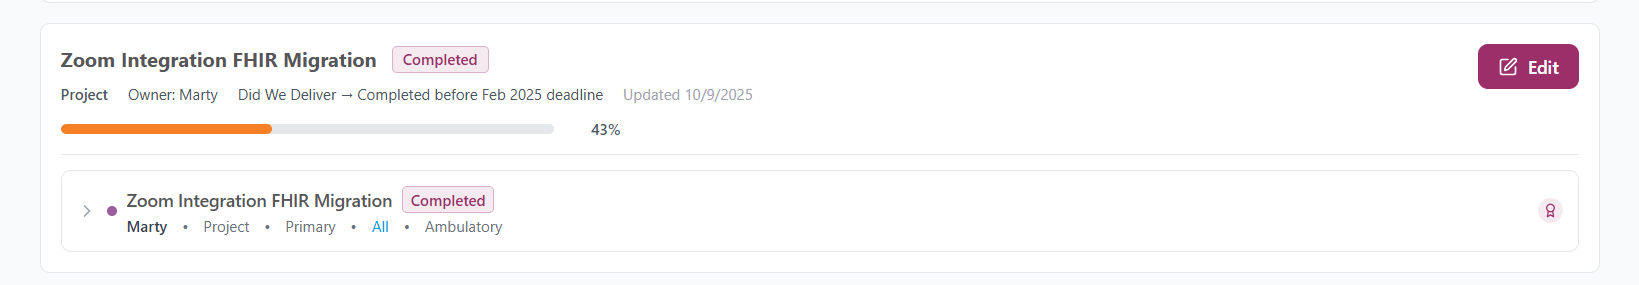 Zoom Integration FHIR Migration Completed
Edit
Project Owner: Marty Did We Deliver → Completed before Feb 2025 deadline Updated 10/9/2025
43%
Zoom Integration FHIR Migration Completed
Marty • Project • Primary • All • Ambulatory